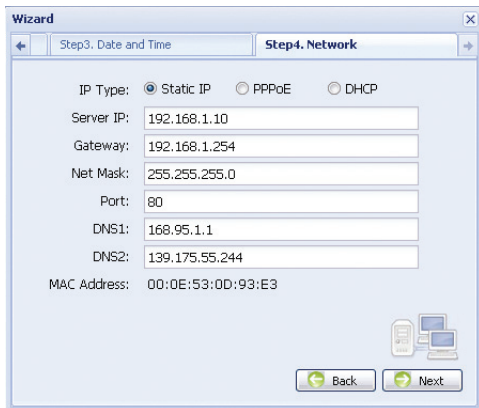 Wizard
Step3. Date and Time Step4. Network
IP Type: Static IP PPPoE DHCP
Server IP: 192.168.1.10
Gateway: 192.168.1.254
Net Mask: 255.255.255.0
Port: 80
DNS1: 168.95.1.1
DNS2: 139.175.55.244
MAC Address: 00:0E:53:0D:93:E3
Back Next